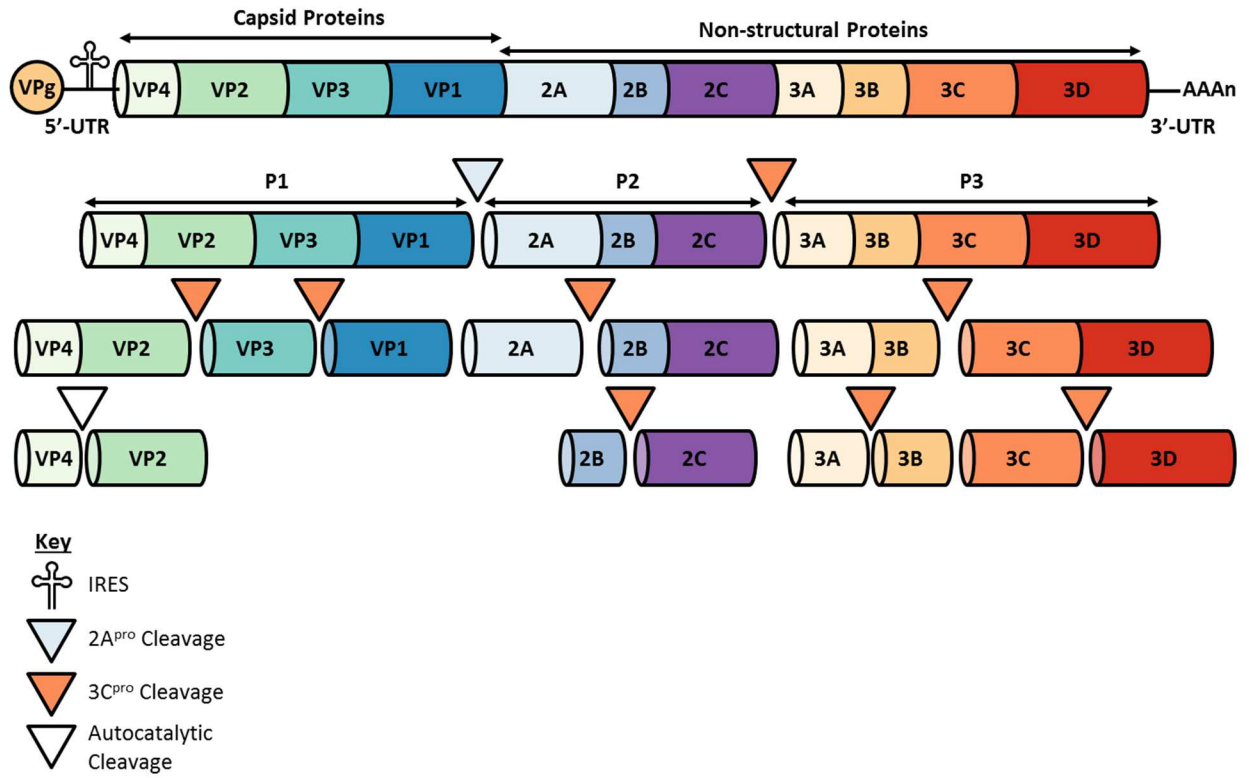 Capsid Proteins
Non-structural Proteins
VPg VP4 VP2 VP3 VP1 2A 2B 2C 3A 3B 3C 3D AAAn
5’-UTR 3’-UTR
P1 P2 P3
VP4 VP2 VP3 VP1 2A 2B 2C 3A 3B 3C 3D
VP4 VP2 VP3 VP1 2A 2B 2C 3A 3B 3C 3D
VP4 VP2 2B 2C 3A 3B 3C 3D
Key
IRES
2Aᵖʳᵒ Cleavage
3Cᵖʳᵒ Cleavage
Autocatalytic
Cleavage